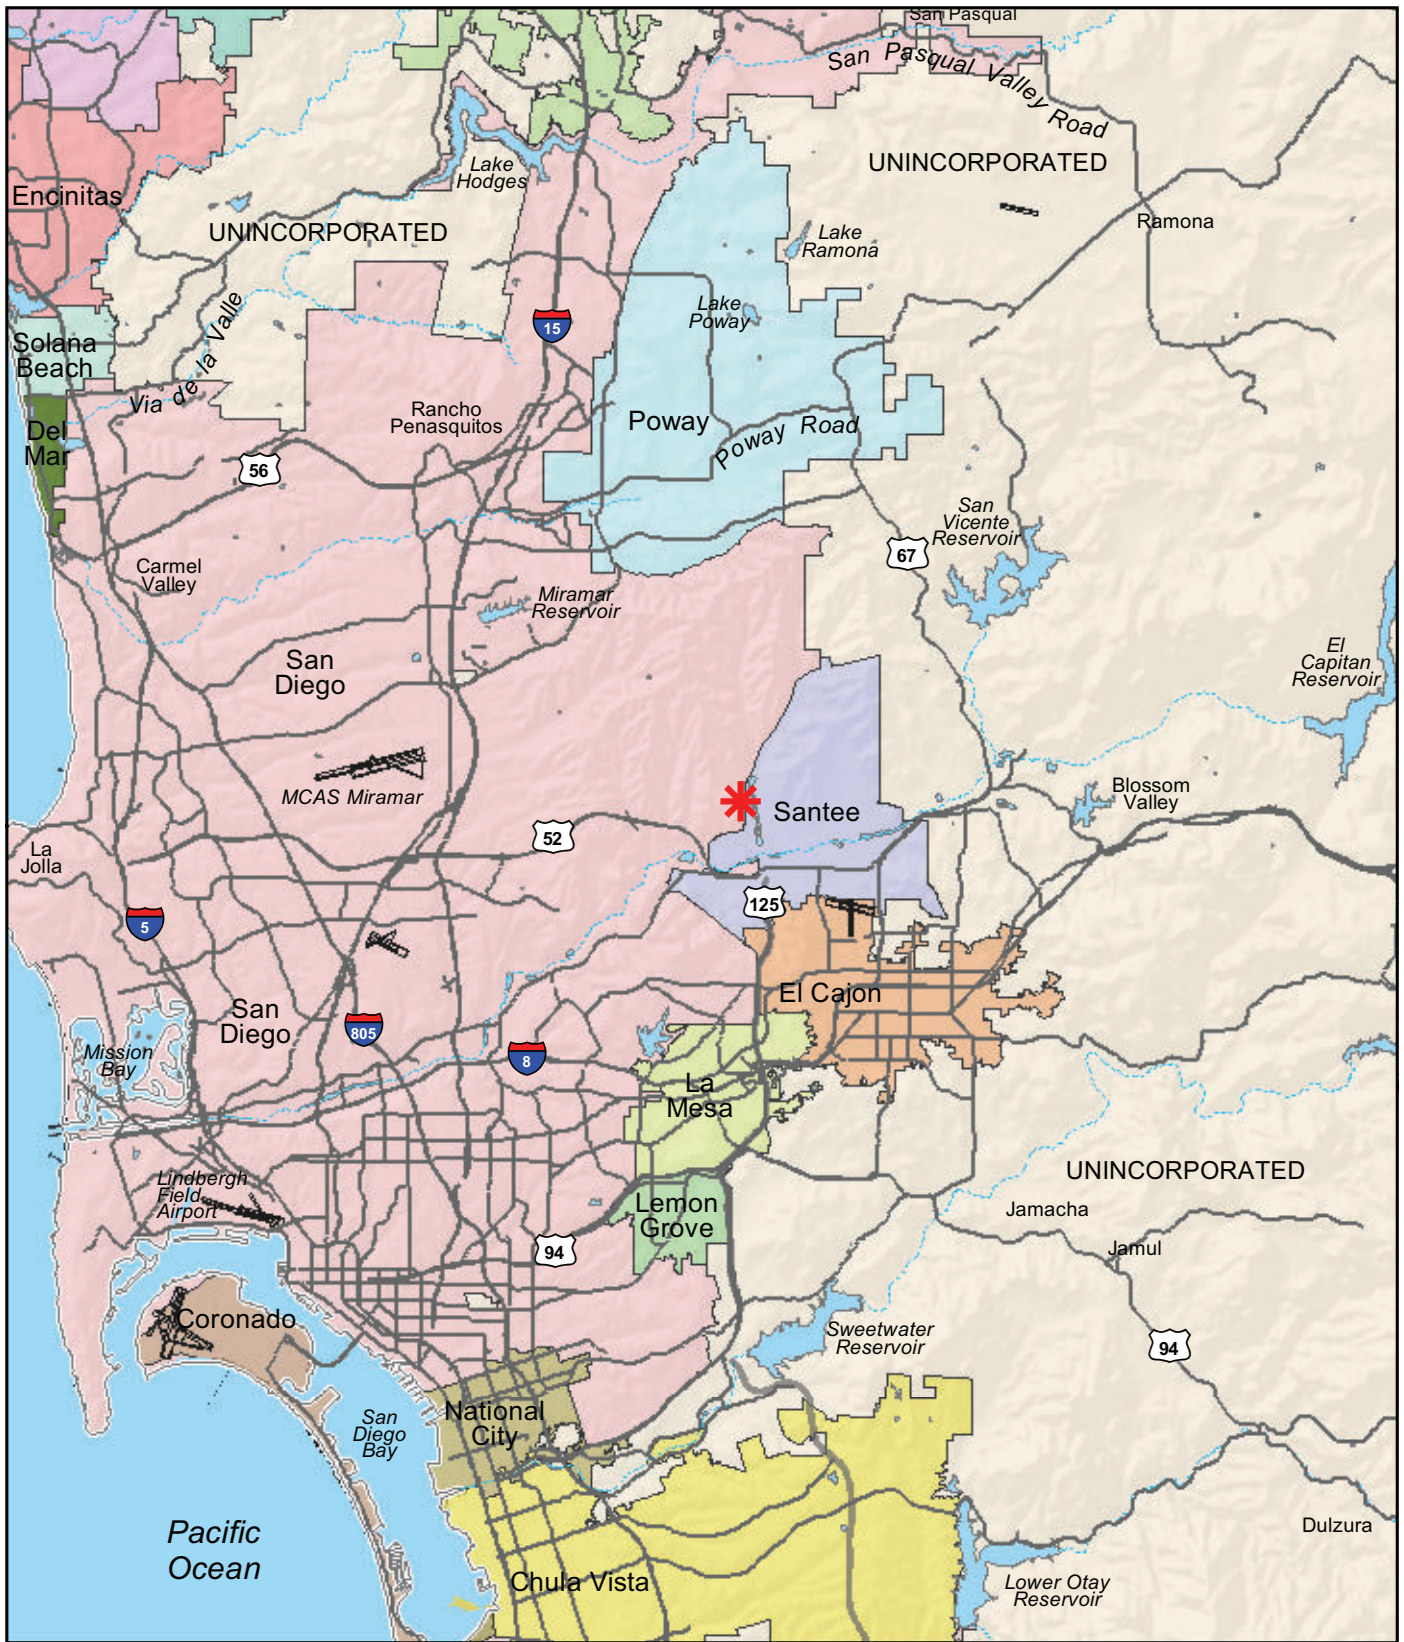 San Pasqual
San Pasqual Valley Road
UNINCORPORATED
Lake
Hodges
Encinitas
UNINCORPORATED
Ramona
Lake
Ramona
Lake
Poway
15
Via de la Valle
Solana
Beach
Del
Mar
Rancho
Penasquitos
Poway
Poway Road
56
San
Vicente
Reservoir
67
Carmel
Valley
Miramar
Reservoir
San
Diego
El
Capitan
Reservoir
MCAS Miramar
Santee
Blossom
Valley
52
La
Jolla
125
5
El Cajon
San
Diego
805
Mission
Bay
8
La
Mesa
Lindbergh
Field
Airport
UNINCORPORATED
Lemon
Grove
Jamacha
Jamul
94
Coronado
Sweetwater
Reservoir
94
San
Diego
Bay
National
City
Pacific
Ocean
Dulzura
Chula Vista
Lower Otay
Reservoir